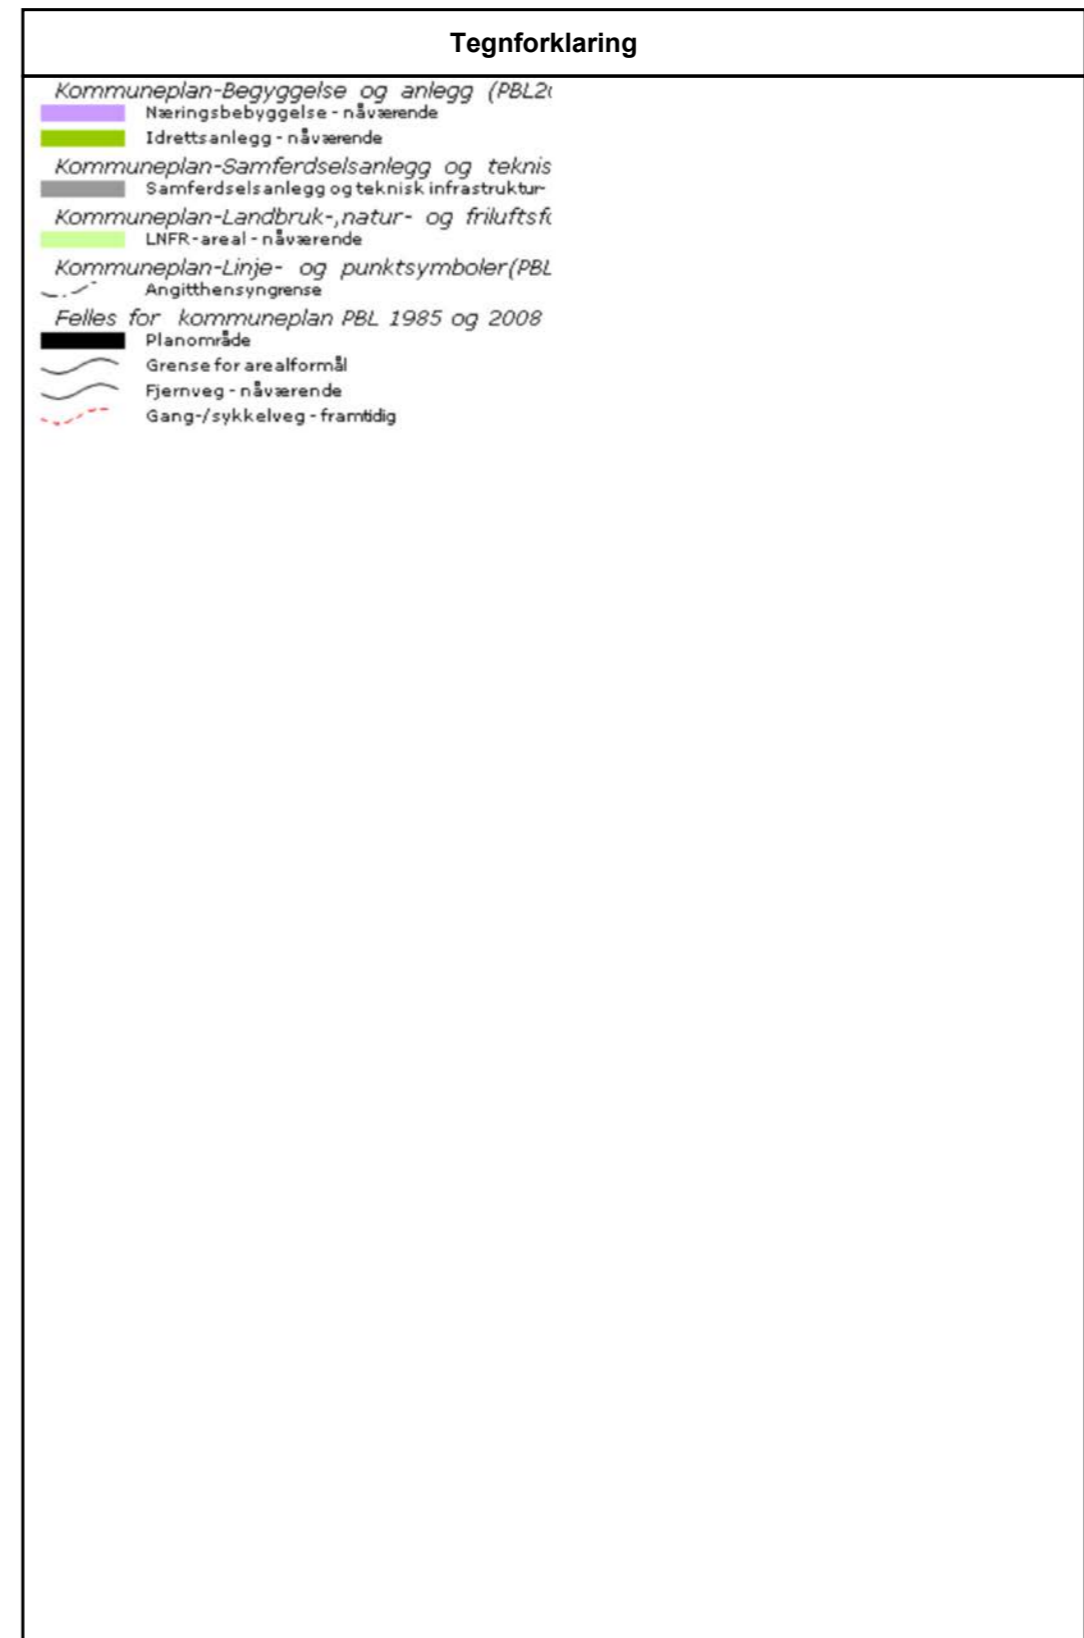 Tegnforklaring
Kommuneplan-Begyggelse og anlegg (PBL20
Næringsbebyggelse - nåværende
Idrettsanlegg - nåværende
Kommuneplan-Samferdselsanlegg og teknis
Samferdselsanlegg og teknisk infrastruktur-
Kommuneplan-Landbruk-,natur- og friluftsfo
LNFR-areal - nåværende
Kommuneplan-Linje- og punktsymboler(PBL
Angitthensyngrense
Felles for kommuneplan PBL 1985 og 2008
Planområde
Grense for arealformål
Fjernveg - nåværende
Gang-/sykkelveg - framtidig